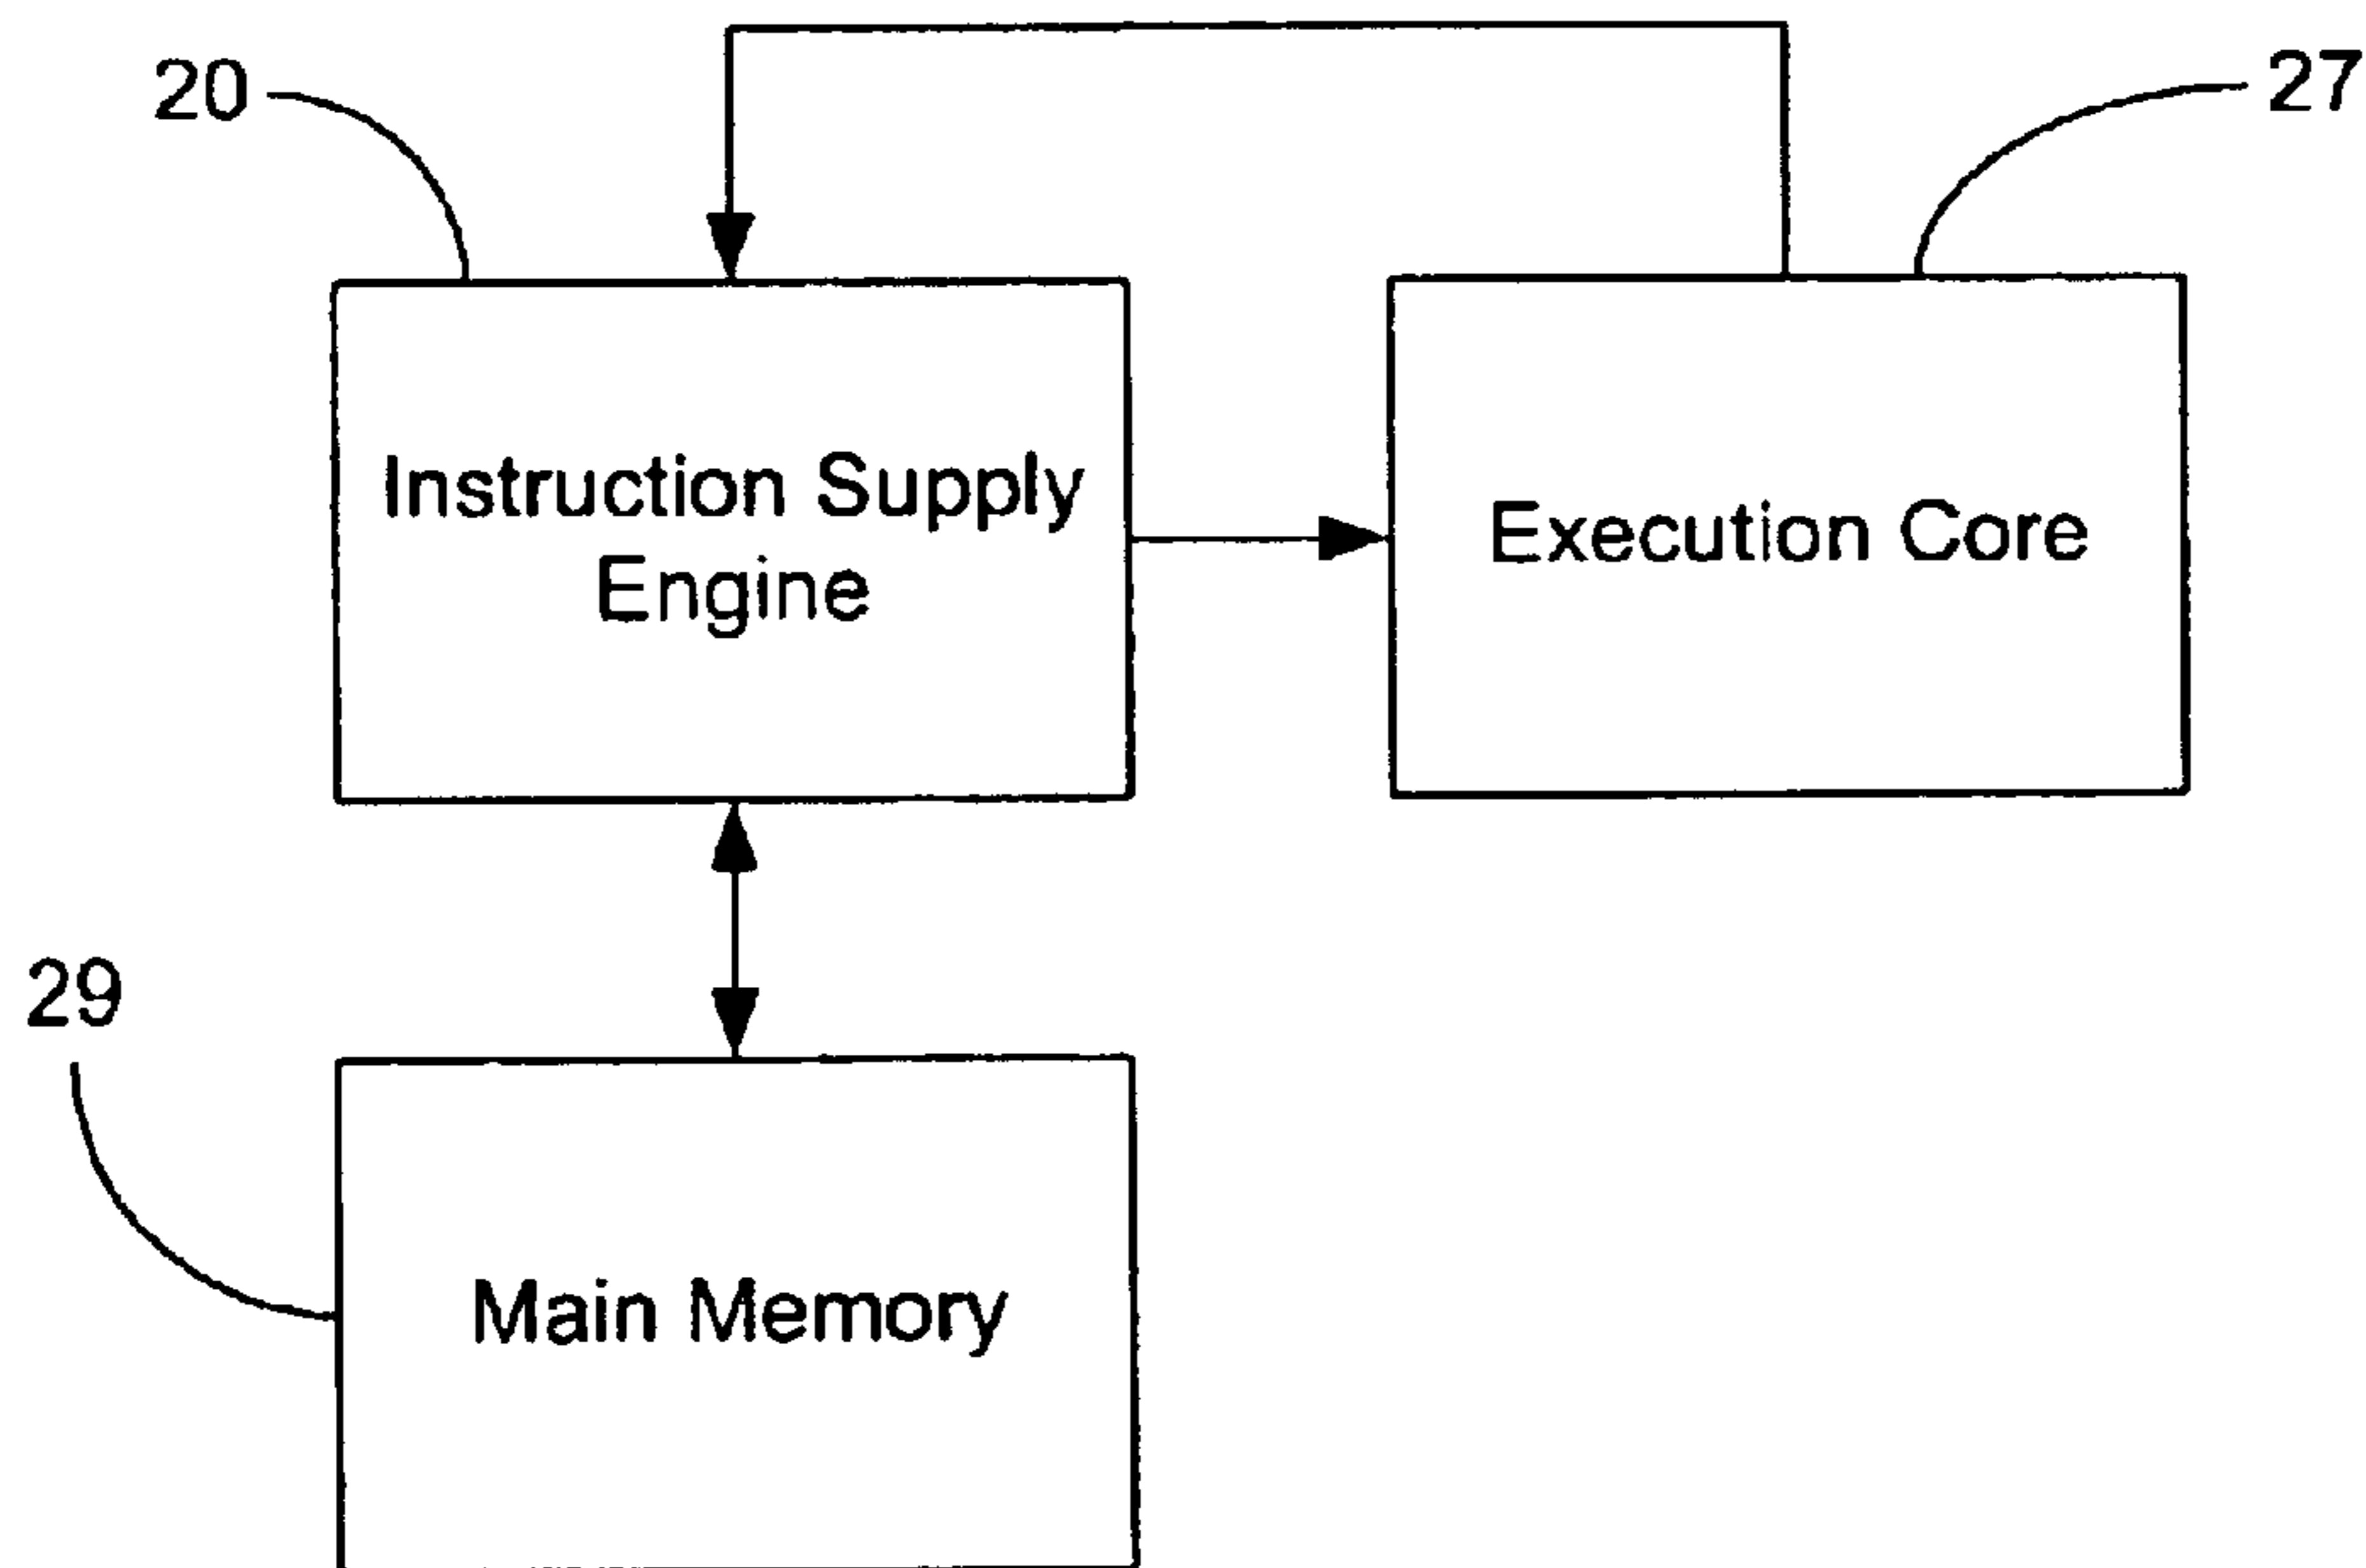 20
27
Instruction Supply
Engine
Execution Core
29
Main Memory